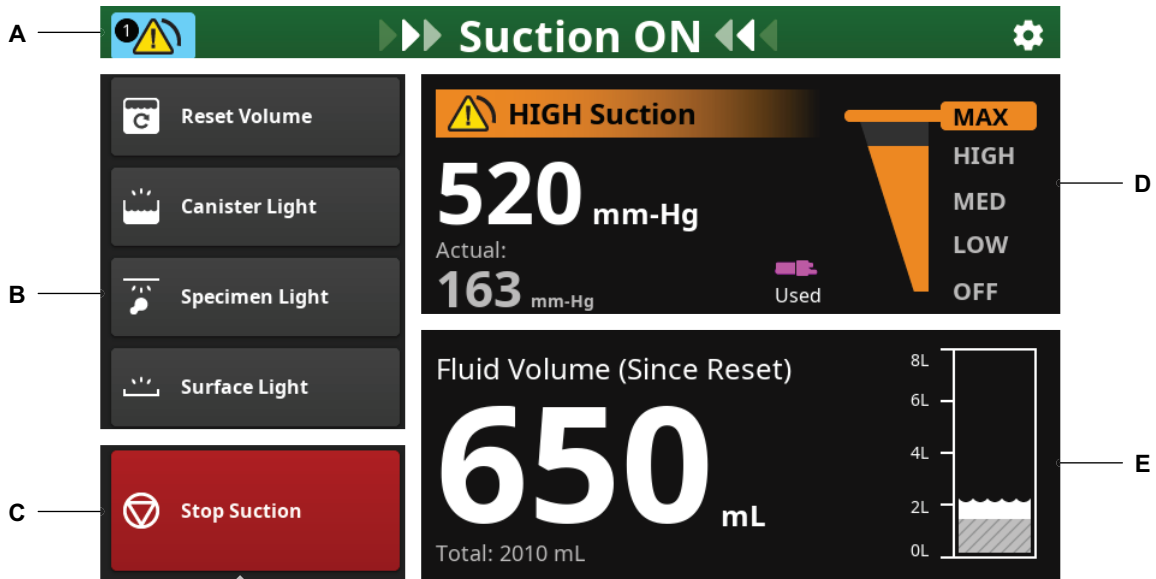 A
1
Suction ON
Reset Volume
Canister Light
Specimen Light
Surface Light
B
Stop Suction
C
HIGH Suction
520 mm-Hg
Actual:
163 mm-Hg
Used
MAX
HIGH
MED
LOW
OFF
D
Fluid Volume (Since Reset)
650 mL
Total: 2010 mL
8L
6L
4L
2L
0L
E